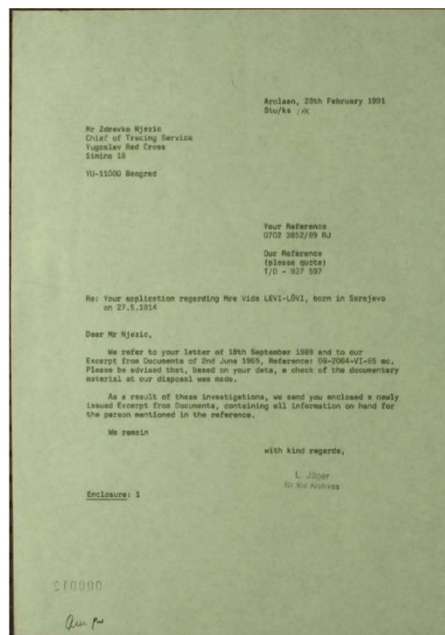 Arolsen, 28th February 1991
Stu/ke
Mr Zdravko Njezic
Chief of Tracing Service
Yugoslav Red Cross
Simina 19
YU-11000 Beograd
Your Reference
0702 3852/89 BJ
Our Reference
(please quote)
T/D - 937 597
Re: Your application regarding Mrs Vida LEVI-LÖVI, born in Sarajevo
on 27.5.1914
Dear Mr Njezic,
We refer to your letter of 18th September 1989 and to our
Excerpt from Documents of 2nd June 1965, Reference: 09-2064-VI-65 mc.
Please be advised that, based on your data, a check of the documentary
material at our disposal was made.
As a result of these investigations, we send you enclosed a newly
issued Excerpt from Documents, containing all information on hand for
the person mentioned in the reference.
We remain
with kind regards,
L. Jäger
for the Archives
Enclosure: 1
000012